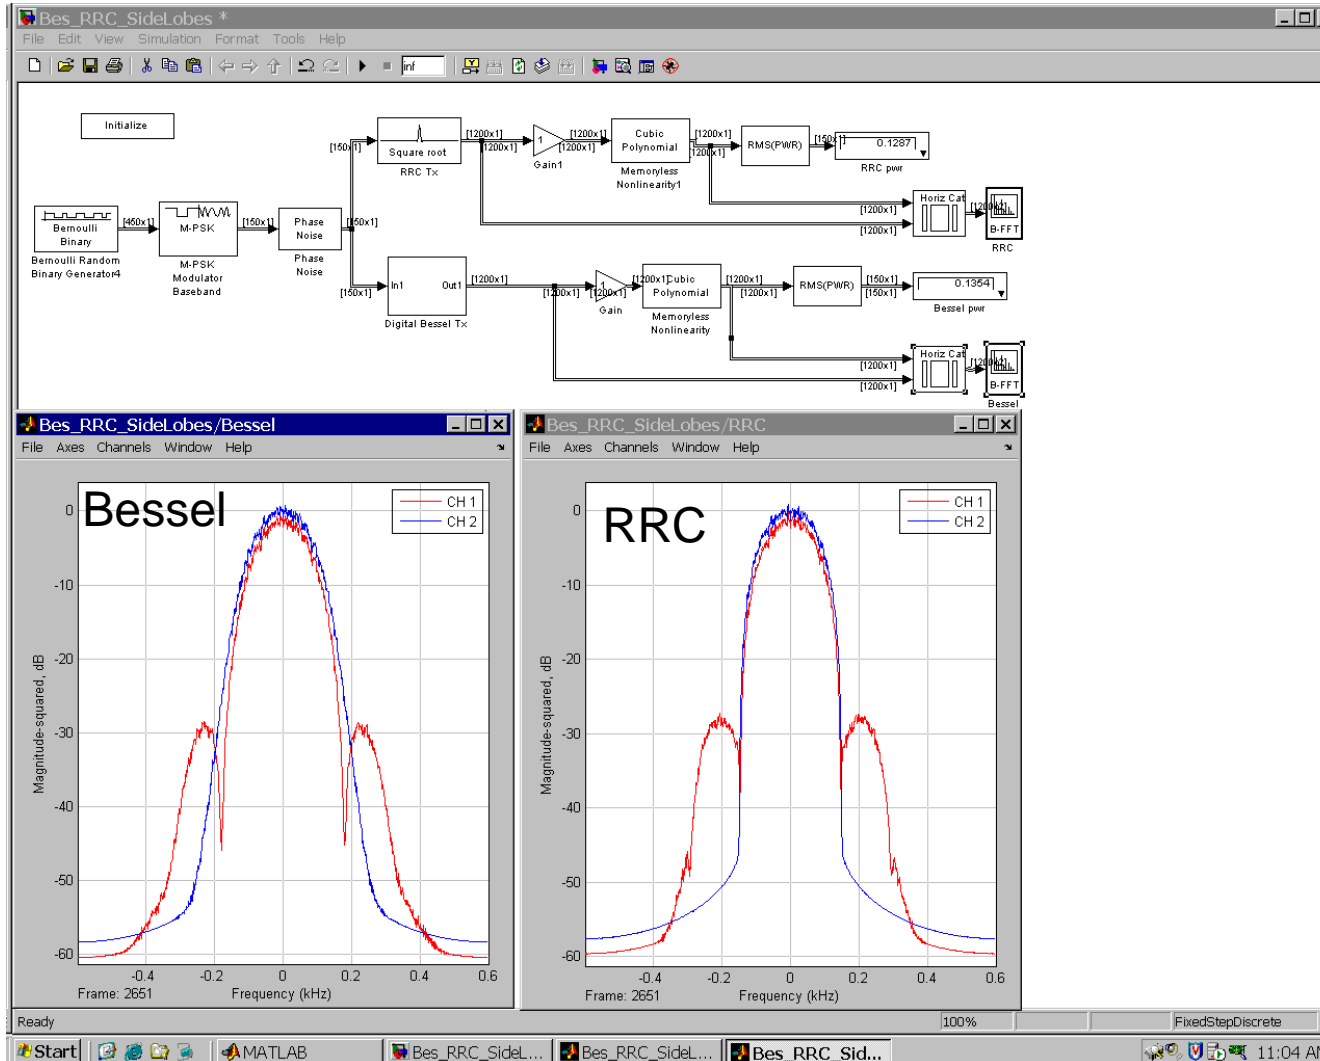 Bes_RRC_SideLobes *
File Edit View Simulation Format Tools Help
inf
Initialize
Bernoulli
Binary
Bernoulli Random
Binary Generator4
[450x1]
M-PSK
M-PSK
Modulator
Baseband
[150x1]
Phase
Noise
Phase
Noise
[150x1]
[150x1]
[150x1]
Square root
RRC Tx
[1200x1]
[1200x1]
1
Gain1
[1200x1]
[1200x1]
Cubic
Polynomial
Memoryless
Nonlinearity1
[1200x1]
[1200x1]
RMS(PWR)
[150x1]
0.1287
RRC pwr
[1200x1]
[1200x1]
Horiz Cat
[1200x2]
B-FFT
RRC
In1 Out1
Digital Bessel Tx
[1200x1]
[1200x1]
[1200x1]
1
Gain
[1200x1]
Cubic
Polynomial
Memoryless
Nonlinearity
[1200x1]
[1200x1]
RMS(PWR)
[150x1]
[150x1]
0.1354
Bessel pwr
[1200x1]
[1200x1]
Horiz Cat
[1200x2]
B-FFT
Bessel
Bes_RRC_SideLobes/Bessel
File Axes Channels Window Help
Bessel
CH 1
CH 2
0
-10
-20
-30
-40
-50
-60
Magnitude-squared, dB
-0.4 -0.2 0 0.2 0.4 0.6
Frame: 2651 Frequency (kHz)
Bes_RRC_SideLobes/RRC
File Axes Channels Window Help
RRC
CH 1
CH 2
0
-10
-20
-30
-40
-50
-60
Magnitude-squared, dB
-0.4 -0.2 0 0.2 0.4 0.6
Frame: 2651 Frequency (kHz)
Ready 100% FixedStepDiscrete
Start MATLAB Bes_RRC_SideL... Bes_RRC_SideL... Bes_RRC_Sid... 11:04 AM